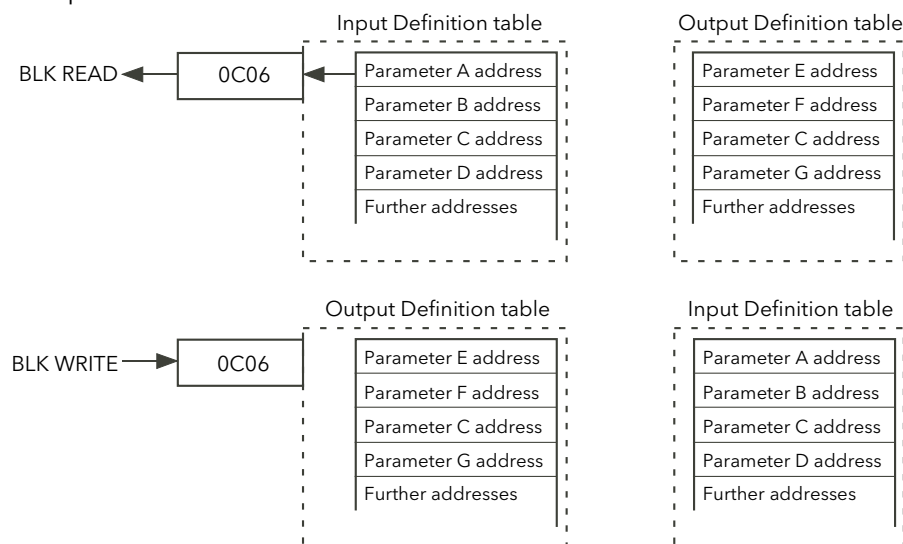 Input Definition table
Output Definition table
BLK READ
0C06
Parameter A address
Parameter B address
Parameter C address
Parameter D address
Further addresses
Parameter E address
Parameter F address
Parameter C address
Parameter G address
Further addresses
Output Definition table
Input Definition table
BLK WRITE
0C06
Parameter E address
Parameter F address
Parameter C address
Parameter G address
Further addresses
Parameter A address
Parameter B address
Parameter C address
Parameter D address
Further addresses